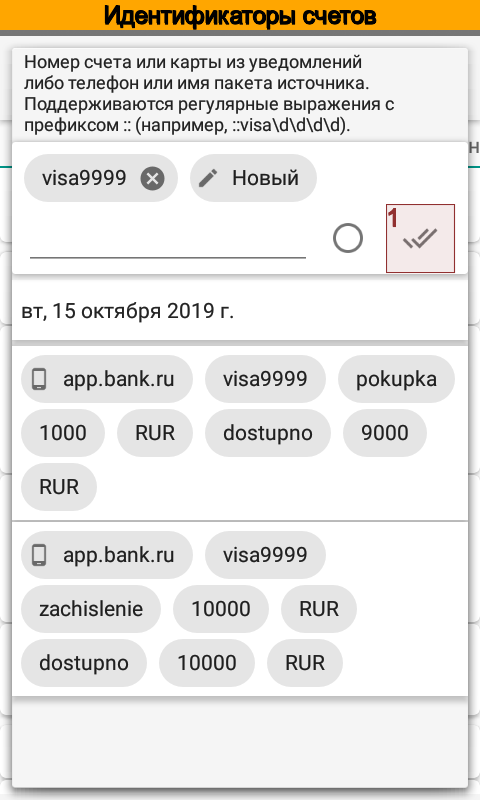 Идентификаторы счетов
Номер счета или карты из уведомлений
либо телефон или имя пакета источника.
Поддерживаются регулярные выражения с
префиксом :: (например, ::visa\d\d\d\d).
н
visa9999 Новый
1
вт, 15 октября 2019 г.
app.bank.ru visa9999 pokupka
1000 RUR dostupno 9000
RUR
app.bank.ru visa9999
zachislenie 10000 RUR
dostupno 10000 RUR